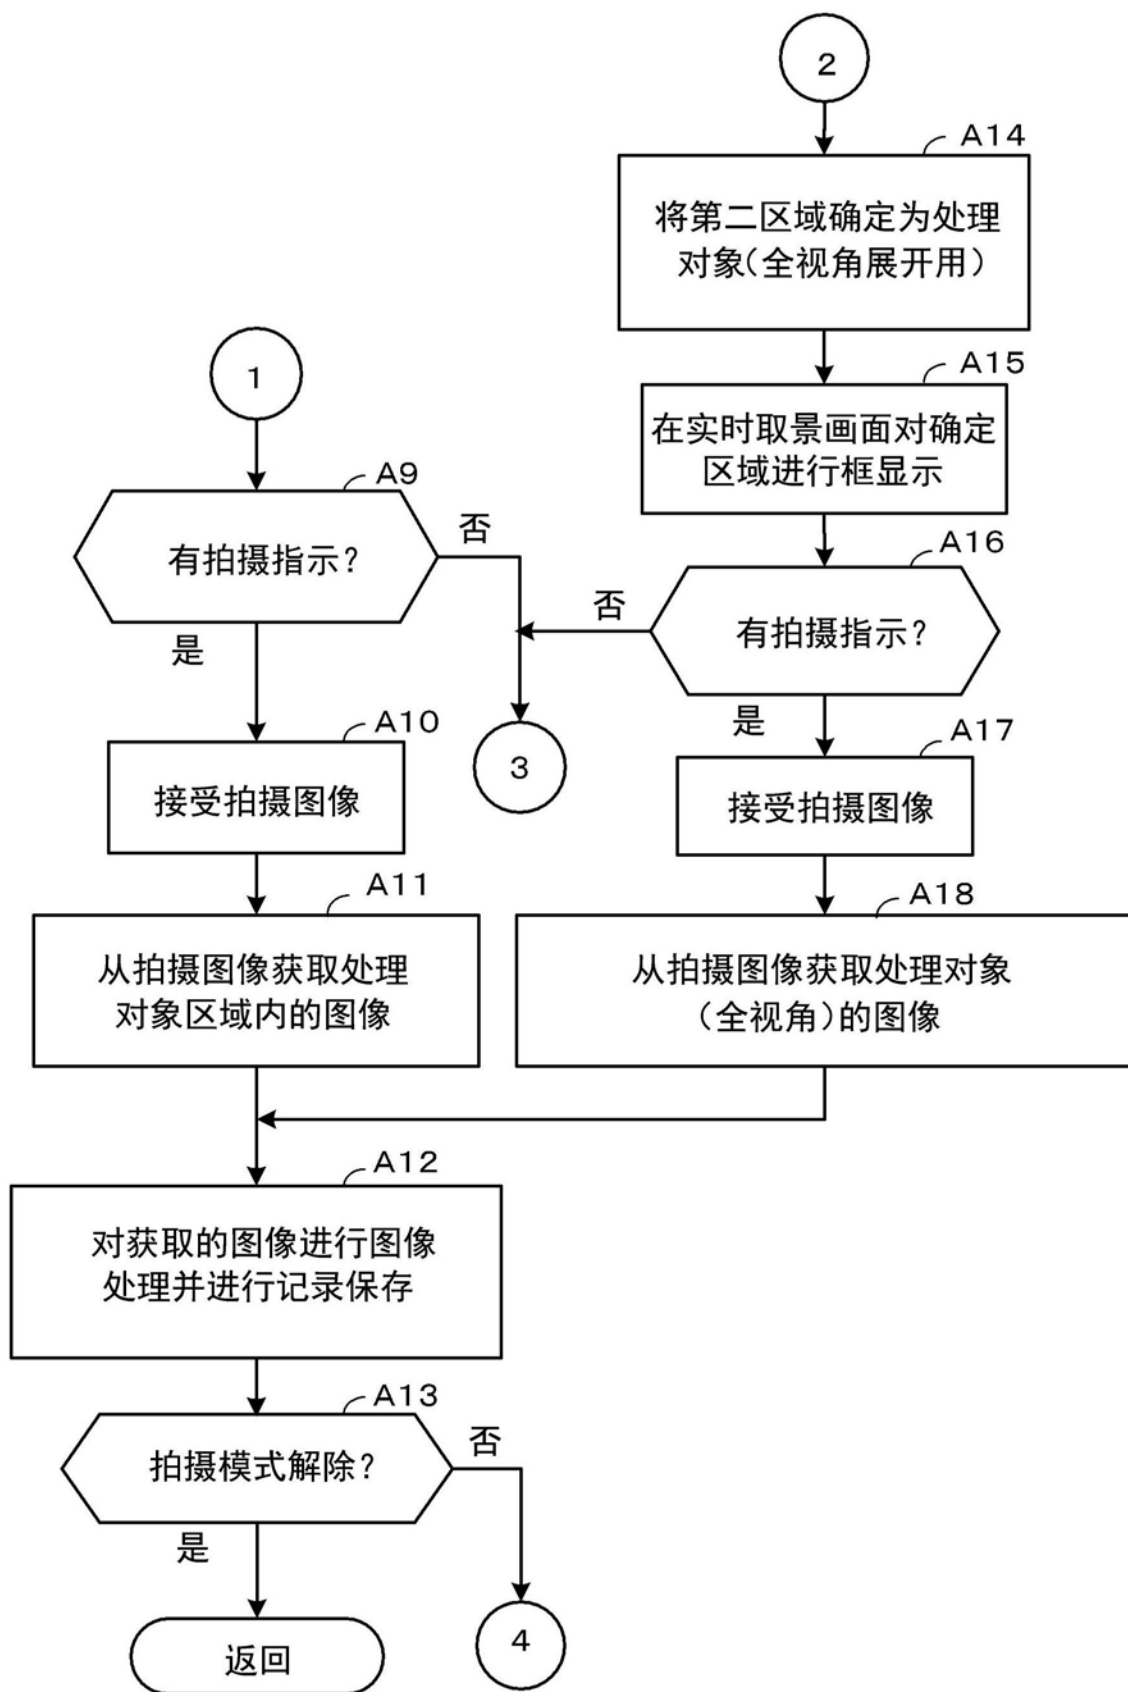 2
A14
将第二区域确定为处理
对象(全视角展开用)
A15
在实时取景画面对确定
区域进行框显示
A16
有拍摄指示?
否
是
A17
接受拍摄图像
A18
从拍摄图像获取处理对象
(全视角)的图像
1
A9
有拍摄指示?
否
是
3
A10
接受拍摄图像
A11
从拍摄图像获取处理
对象区域内的图像
A12
对获取的图像进行图像
处理并进行记录保存
A13
拍摄模式解除?
否
是
返回
4